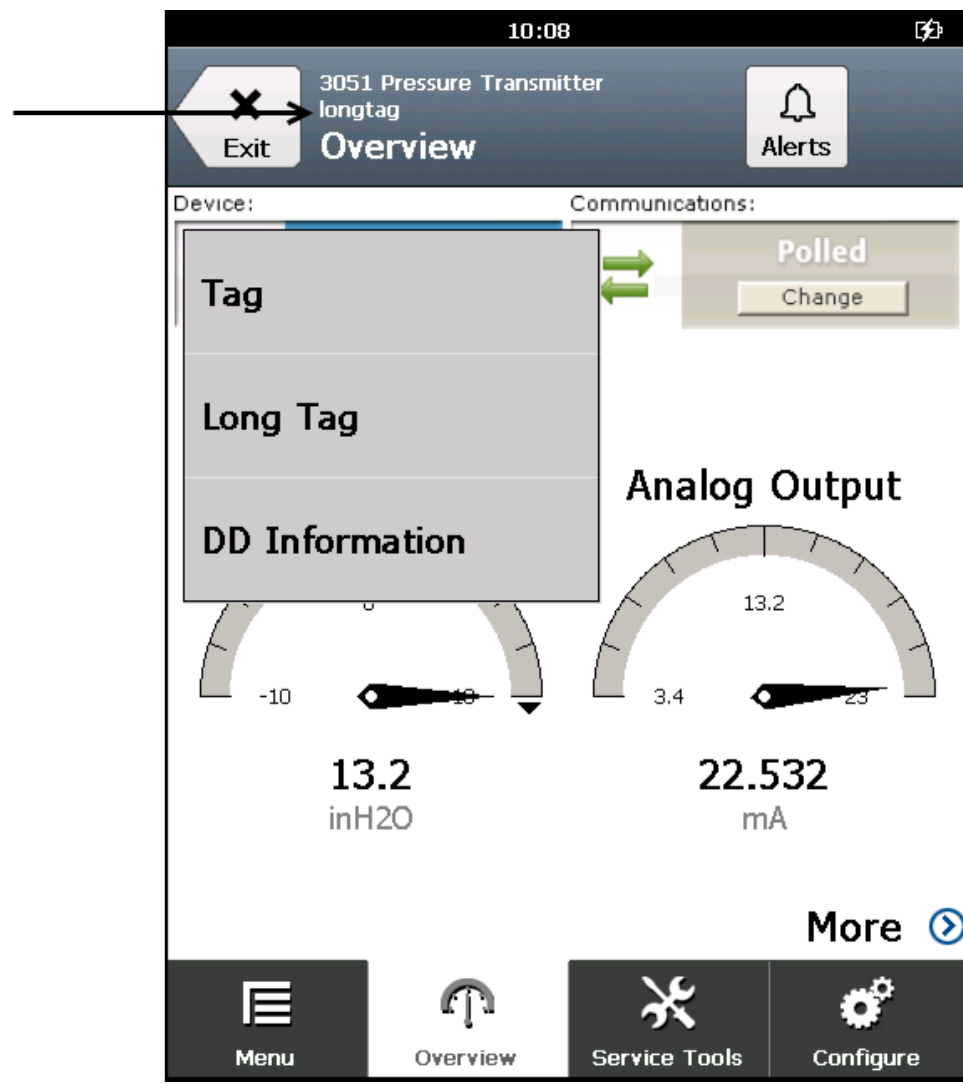 10:08
3051 Pressure Transmitter
longtag
Overview
Exit
Alerts
Device:
Communications:
Polled
Change
Tag
Long Tag
DD Information
Analog Output
13.2
-10
3.4
23
13.2
inH2O
22.532
mA
More
Menu
Overview
Service Tools
Configure